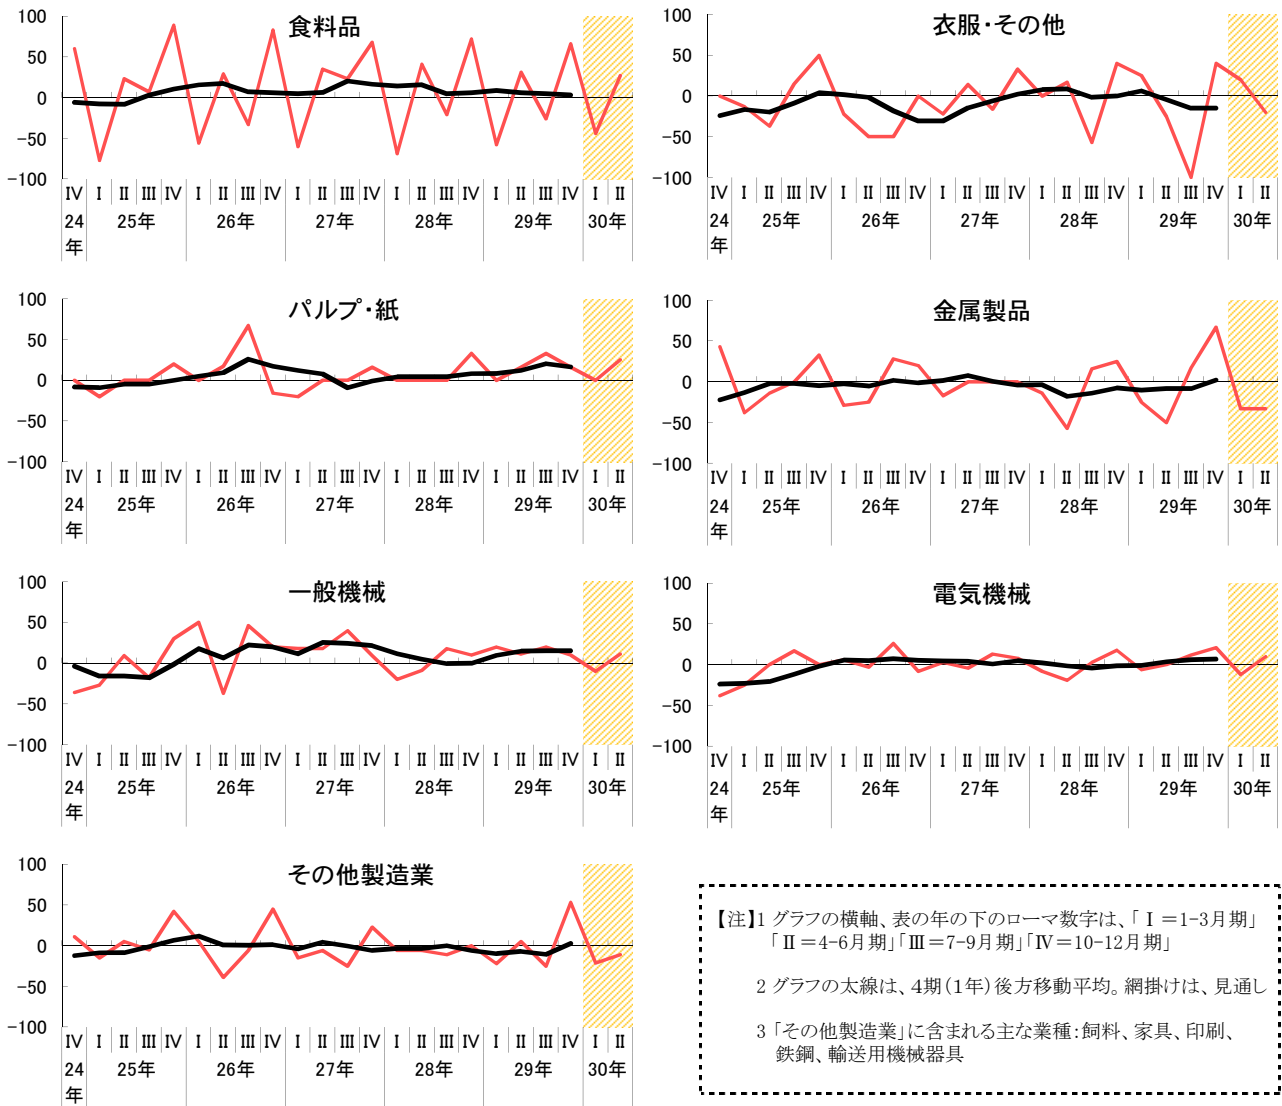 食料品
100
50
0
-50
-100
Ⅳ Ⅰ Ⅱ Ⅲ Ⅳ Ⅰ Ⅱ Ⅲ Ⅳ Ⅰ Ⅱ Ⅲ Ⅳ Ⅰ Ⅱ Ⅲ Ⅳ Ⅰ Ⅱ Ⅲ Ⅳ Ⅰ Ⅱ
24年 25年 26年 27年 28年 29年 30年
衣服・その他
100
50
0
-50
-100
Ⅳ Ⅰ Ⅱ Ⅲ Ⅳ Ⅰ Ⅱ Ⅲ Ⅳ Ⅰ Ⅱ Ⅲ Ⅳ Ⅰ Ⅱ Ⅲ Ⅳ Ⅰ Ⅱ Ⅲ Ⅳ Ⅰ Ⅱ
24年 25年 26年 27年 28年 29年 30年
パルプ・紙
100
50
0
-50
-100
Ⅳ Ⅰ Ⅱ Ⅲ Ⅳ Ⅰ Ⅱ Ⅲ Ⅳ Ⅰ Ⅱ Ⅲ Ⅳ Ⅰ Ⅱ Ⅲ Ⅳ Ⅰ Ⅱ Ⅲ Ⅳ Ⅰ Ⅱ
24年 25年 26年 27年 28年 29年 30年
金属製品
100
50
0
-50
-100
Ⅳ Ⅰ Ⅱ Ⅲ Ⅳ Ⅰ Ⅱ Ⅲ Ⅳ Ⅰ Ⅱ Ⅲ Ⅳ Ⅰ Ⅱ Ⅲ Ⅳ Ⅰ Ⅱ Ⅲ Ⅳ Ⅰ Ⅱ
24年 25年 26年 27年 28年 29年 30年
一般機械
100
50
0
-50
-100
Ⅳ Ⅰ Ⅱ Ⅲ Ⅳ Ⅰ Ⅱ Ⅲ Ⅳ Ⅰ Ⅱ Ⅲ Ⅳ Ⅰ Ⅱ Ⅲ Ⅳ Ⅰ Ⅱ Ⅲ Ⅳ Ⅰ Ⅱ
24年 25年 26年 27年 28年 29年 30年
電気機械
100
50
0
-50
-100
Ⅳ Ⅰ Ⅱ Ⅲ Ⅳ Ⅰ Ⅱ Ⅲ Ⅳ Ⅰ Ⅱ Ⅲ Ⅳ Ⅰ Ⅱ Ⅲ Ⅳ Ⅰ Ⅱ Ⅲ Ⅳ Ⅰ Ⅱ
24年 25年 26年 27年 28年 29年 30年
その他製造業
100
50
0
-50
-100
Ⅳ Ⅰ Ⅱ Ⅲ Ⅳ Ⅰ Ⅱ Ⅲ Ⅳ Ⅰ Ⅱ Ⅲ Ⅳ Ⅰ Ⅱ Ⅲ Ⅳ Ⅰ Ⅱ Ⅲ Ⅳ Ⅰ Ⅱ
24年 25年 26年 27年 28年 29年 30年
【注】1 グラフの横軸、表の年の下のローマ数字は、「Ⅰ=1-3月期」
「Ⅱ=4-6月期」「Ⅲ=7-9月期」「Ⅳ=10-12月期」
2 グラフの太線は、4期(1年)後方移動平均。網掛けは、見通し
3 「その他製造業」に含まれる主な業種:飼料、家具、印刷、
鉄鋼、輸送用機械器具